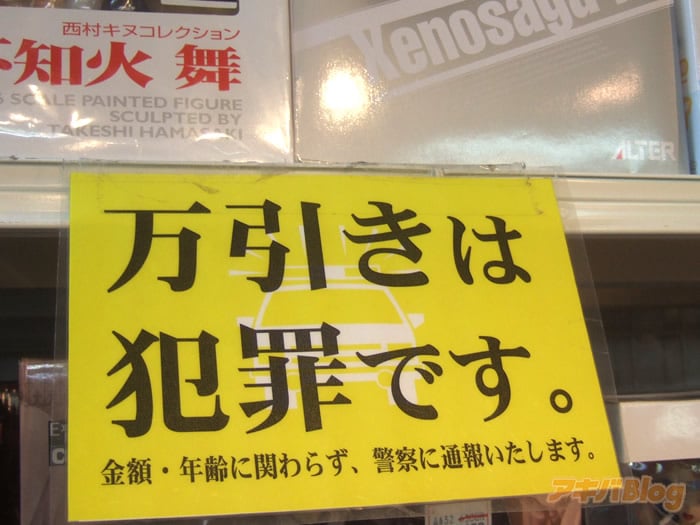 西村キヌコレクション
知火 舞
SCALE PAINTED FIGURE
SCULPTED BY
TAKESHI HAMASAKI
Xenosaga
ALTER
万引きは
犯罪です。
金額・年齢に関わらず、警察に通報いたします。
アキバBlog